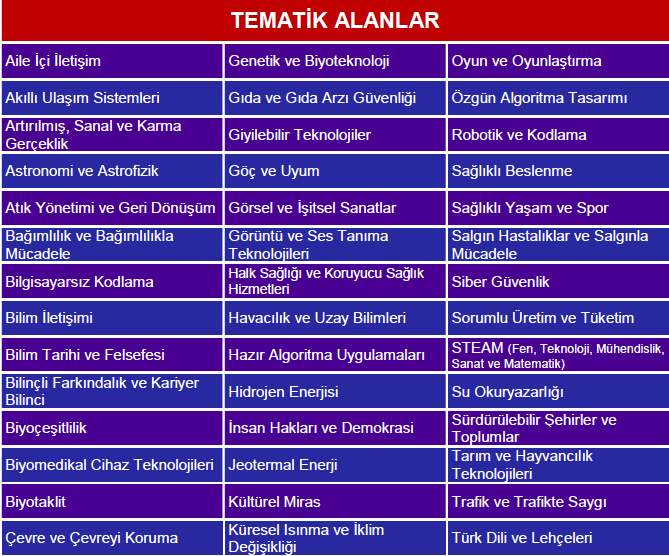 TEMATİK ALANLAR
Aile İçi İletişim
Genetik ve Biyoteknoloji
Oyun ve Oyunlaştırma
Akıllı Ulaşım Sistemleri
Gıda ve Gıda Arzı Güvenliği
Özgün Algoritma Tasarımı
Artırılmış, Sanal ve Karma
Gerçeklik
Giyilebilir Teknolojiler
Robotik ve Kodlama
Astronomi ve Astrofizik
Göç ve Uyum
Sağlıklı Beslenme
Atık Yönetimi ve Geri Dönüşüm
Görsel ve İşitsel Sanatlar
Sağlıklı Yaşam ve Spor
Bağımlılık ve Bağımlılıkla
Mücadele
Görüntü ve Ses Tanıma
Teknolojileri
Salgın Hastalıklar ve Salgınla
Mücadele
Bilgisayarsız Kodlama
Halk Sağlığı ve Koruyucu Sağlık
Hizmetleri
Siber Güvenlik
Bilim İletişimi
Havacılık ve Uzay Bilimleri
Sorumlu Üretim ve Tüketim
Bilim Tarihi ve Felsefesi
Hazır Algoritma Uygulamaları
STEAM (Fen, Teknoloji, Mühendislik,
Sanat ve Matematik)
Bilinçli Farkındalık ve Kariyer
Bilinci
Hidrojen Enerjisi
Su Okuryazarlığı
Biyoçeşitlilik
İnsan Hakları ve Demokrasi
Sürdürülebilir Şehirler ve
Toplumlar
Biyomedikal Cihaz Teknolojileri
Jeotermal Enerji
Tarım ve Hayvancılık
Teknolojileri
Biyotaklit
Kültürel Miras
Trafik ve Trafikte Saygı
Çevre ve Çevreyi Koruma
Küresel Isınma ve İklim
Değişikliği
Türk Dili ve Lehçeleri